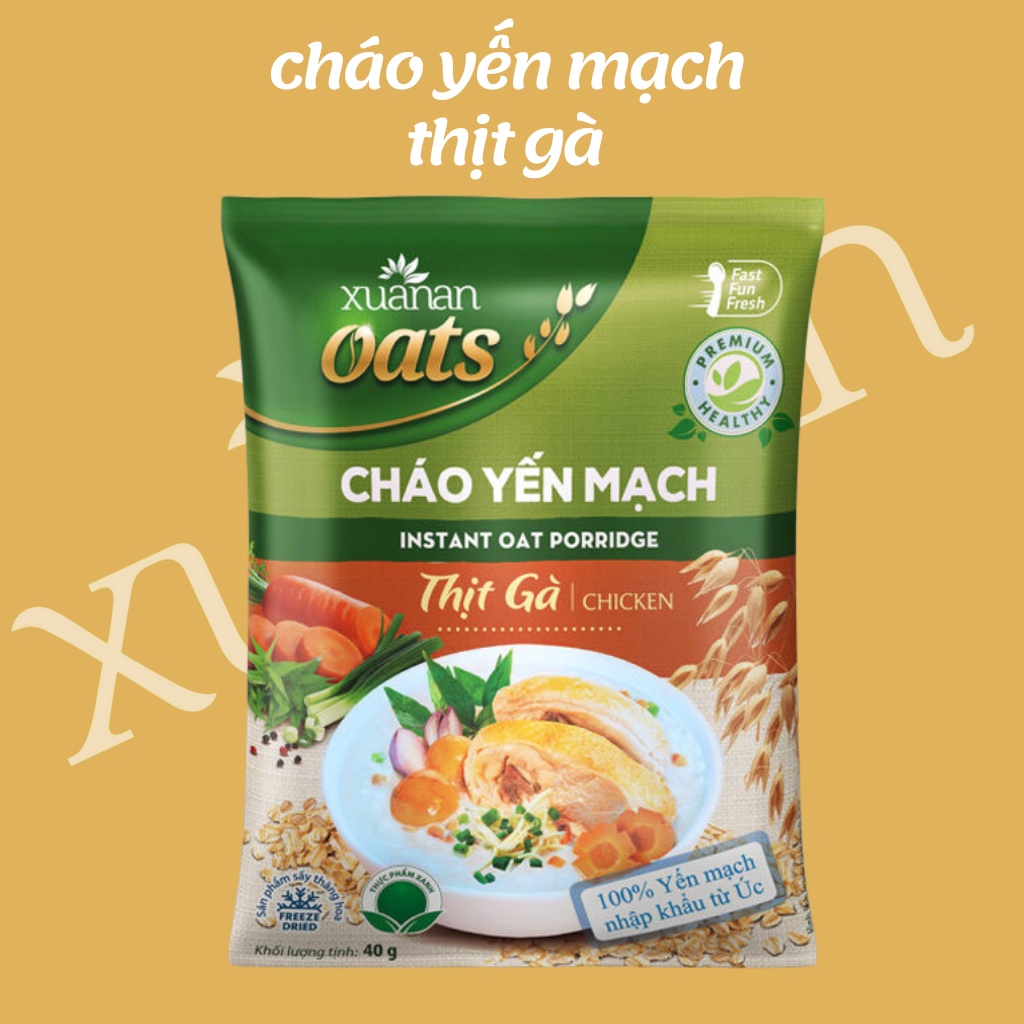 cháo yến mạch
thịt gà
xuanan
oats
Fast
Fun
Fresh
PREMIUM
HEALTHY
CHÁO YẾN MẠCH
INSTANT OAT PORRIDGE
Thịt Gà | CHICKEN
100% Yến mạch
nhập khẩu từ Úc
Sản phẩm sấy thăng hoa
FREEZE
DRIED
THỰC PHẨM XANH
Khối lượng tịnh: 40 g